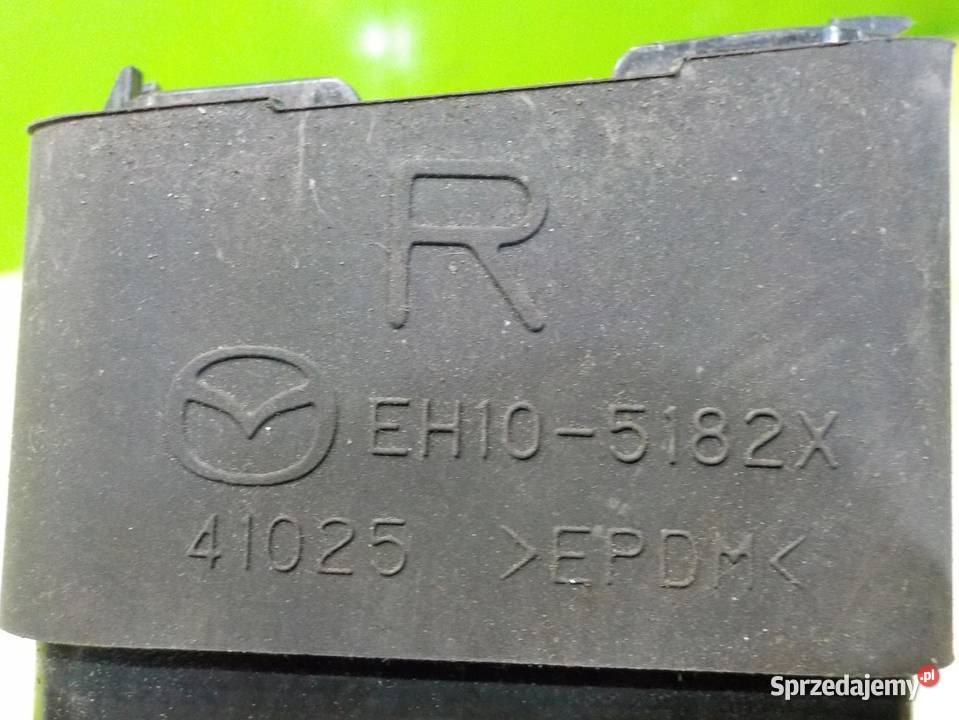 R
EH10-5182X
41025 >EPDM<
Sprzedajemy.pl